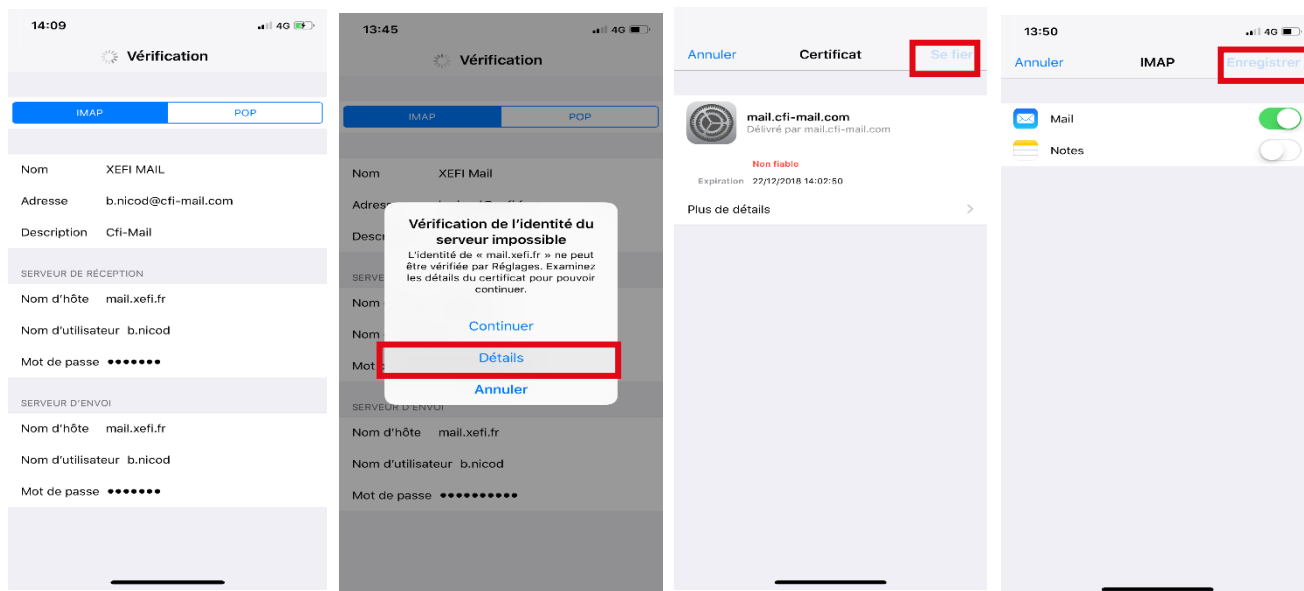 14:09
4G
Vérification
IMAP POP
Nom XEFI MAIL
Adresse b.nicod@cfi-mail.com
Description Cfi-Mail
SERVEUR DE RÉCEPTION
Nom d'hôte mail.xefi.fr
Nom d'utilisateur b.nicod
Mot de passe ●●●●●●●
SERVEUR D'ENVOI
Nom d'hôte mail.xefi.fr
Nom d'utilisateur b.nicod
Mot de passe ●●●●●●●
13:45
4G
Vérification
IMAP POP
Nom XEFI Mail
Adres
Descr
Vérification de l'identité du
serveur impossible
L'identité de « mail.xefi.fr » ne peut
être vérifiée par Réglages. Examinez
les détails du certificat pour pouvoir
continuer.
SERVE
Nom
Nom
Mot
Continuer
Détails
Annuler
SERVEUR D'ENVOI
Nom d'hôte mail.xefi.fr
Nom d'utilisateur b.nicod
Mot de passe ●●●●●●●●●●
Annuler Certificat Se fier
mail.cfi-mail.com
Délivré par mail.cfi-mail.com
Non fiable
Expiration 22/12/2018 14:02:50
Plus de détails
13:50
4G
Annuler IMAP Enregistrer
Mail
Notes